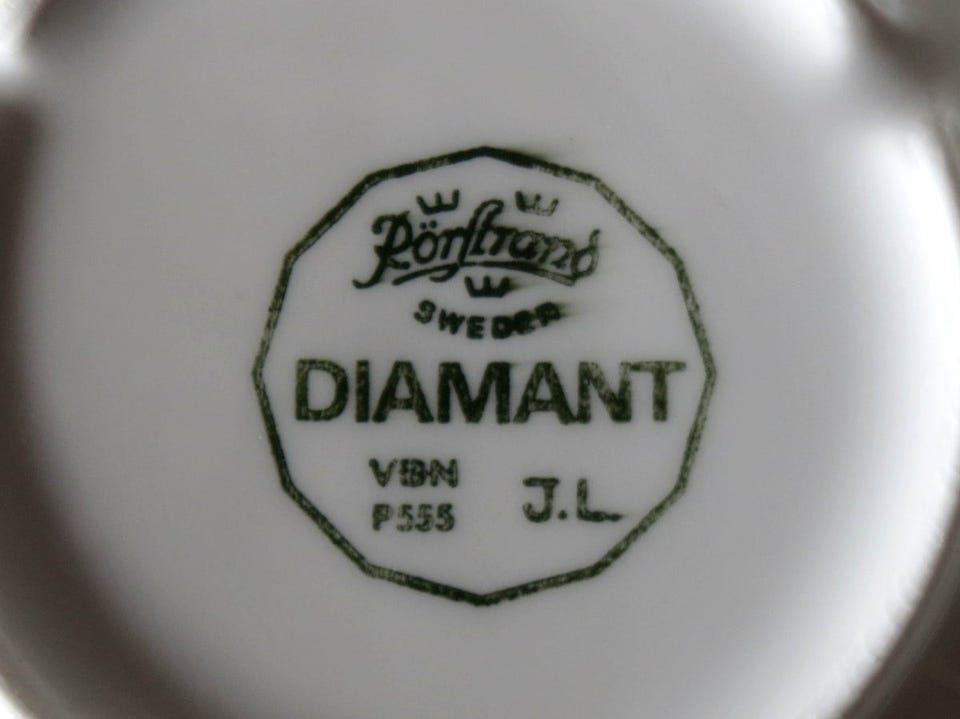 Rörstrand
SWEDEN
DIAMANT
VBN
P555
J.L